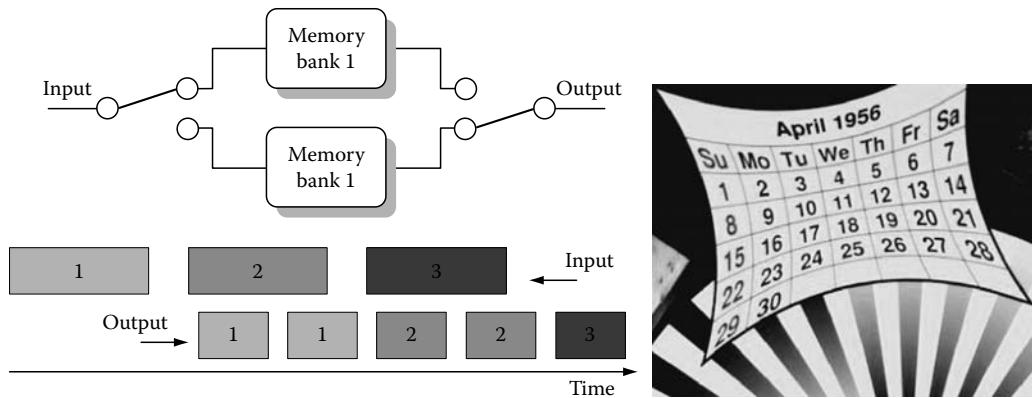 Memory
bank 1
Input
Output
Memory
bank 1
1 2 3
Input
Output
1 1 2 2 3
Time
April 1956
Su Mo Tu We Th Fr Sa
1 2 3 4 5 6 7
8 9 10 11 12 13 14
15 16 17 18 19 20 21
22 23 24 25 26 27 28
29 30